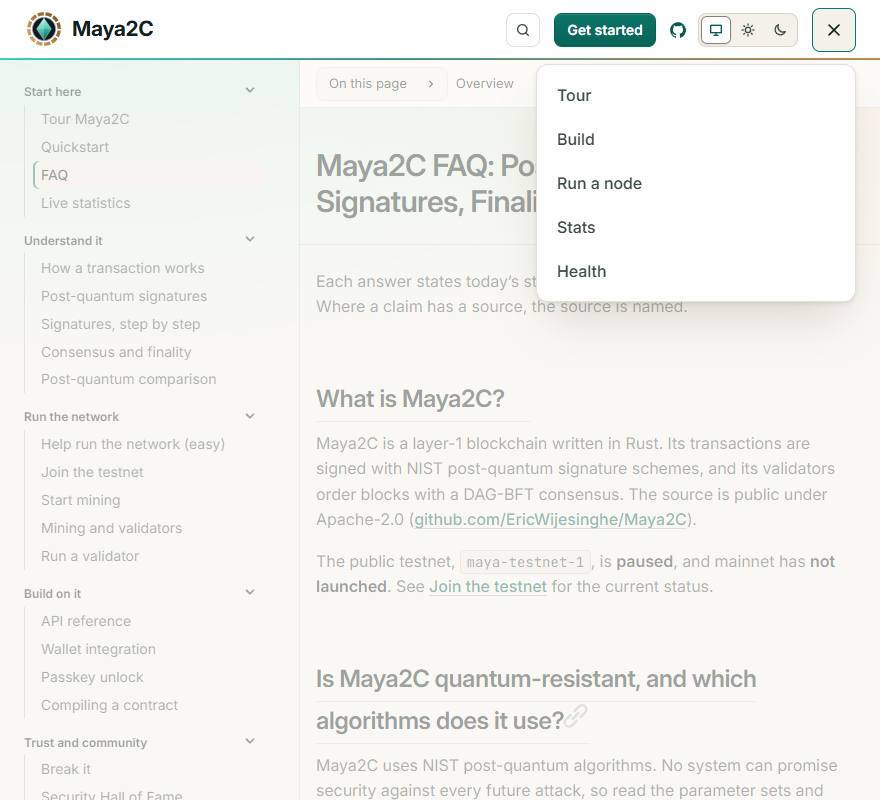 Maya2C
Get started
Tour
Build
Run a node
Stats
Health
Start here
Tour Maya2C
Quickstart
FAQ
Live statistics
Understand it
How a transaction works
Post-quantum signatures
Signatures, step by step
Consensus and finality
Post-quantum comparison
Run the network
Help run the network (easy)
Join the testnet
Start mining
Mining and validators
Run a validator
Build on it
API reference
Wallet integration
Passkey unlock
Compiling a contract
Trust and community
Break it
Security Hall of Fame
On this page
Overview
Maya2C FAQ:
Signatures,
Each answer states today's
Where a claim has a source, the source is named.
What is Maya2C?
Maya2C is a layer-1 blockchain written in Rust. Its transactions are
signed with NIST post-quantum signature schemes, and its validators
order blocks with a DAG-BFT consensus. The source is public under
Apache-2.0 (github.com/EricWijesinghe/Maya2C).
The public testnet, maya-testnet-1, is paused, and mainnet has not
launched. See Join the testnet for the current status.
Is Maya2C quantum-resistant, and which
algorithms does it use?
Maya2C uses NIST post-quantum algorithms. No system can promise
security against every future attack, so read the parameter sets and